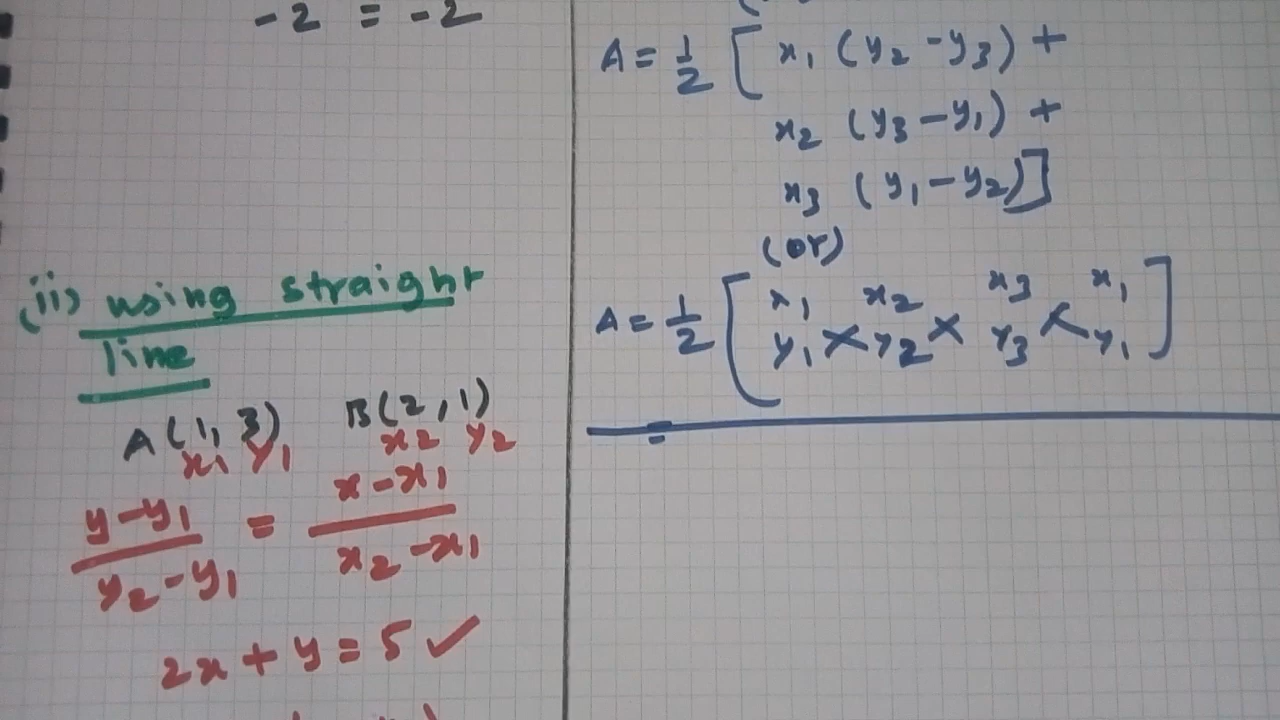 -2 = -2
(ii) using straight
line
A(1, 3) B(2, 1)
x1 y1 x2 y2
y-y1 / y2-y1 = x-x1 / x2-x1
2x + y = 5 ✓
A = 1/2 [ x1 (y2 - y3) +
x2 (y3 - y1) +
x3 (y1 - y2)]
(or)
A = 1/2 [ x1 x2 x3 x1
y1 × y2 × y3 × y1 ]
=